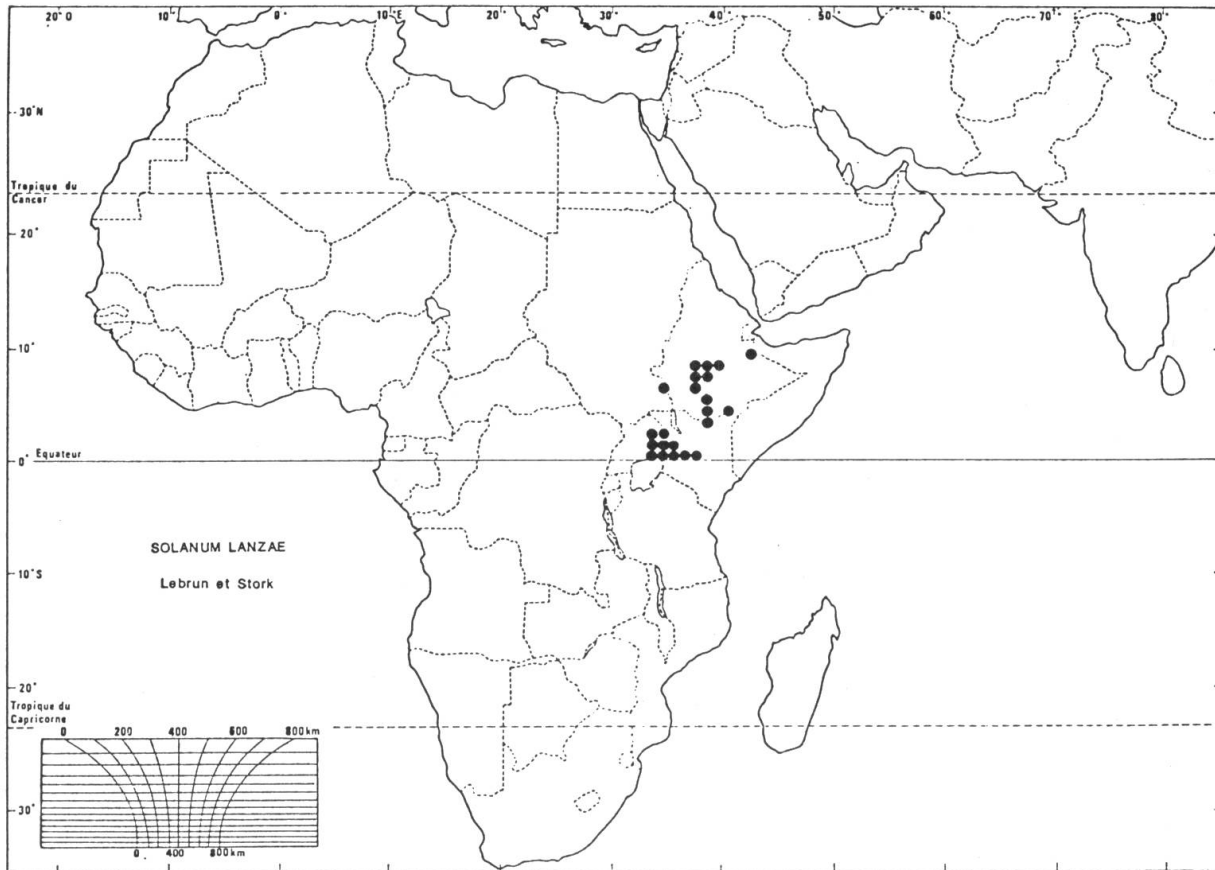 20° O 10° 0° 10°E 20° 30° 40° 50° 60° 70° 80°
30°N
Tropique du
Cancer
20°
10°
0° Equateur
SOLANUM LANZAE
10°S
Lebrun et Stork
20°
Tropique du
Capricorne
0 200 400 600 800 km
30°
0 400 800 km